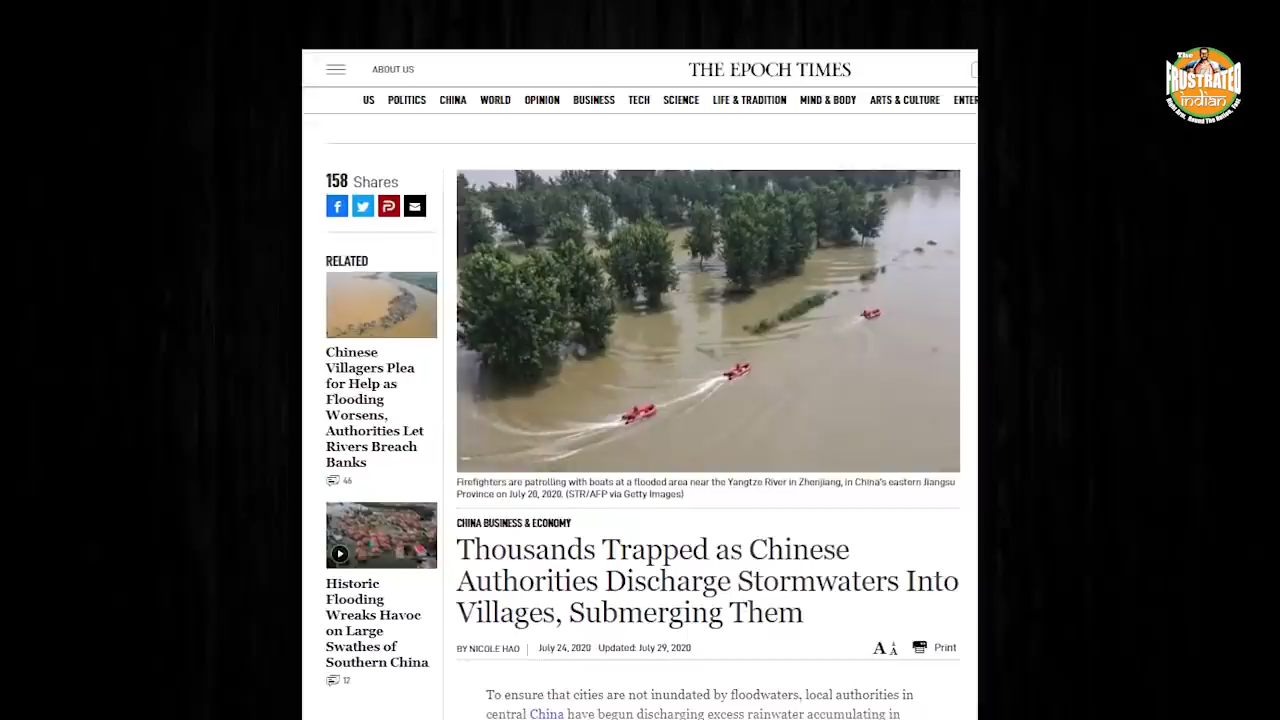 ABOUT US
THE EPOCH TIMES
The
FRUSTRATED
indian
US POLITICS CHINA WORLD OPINION BUSINESS TECH SCIENCE LIFE & TRADITION MIND & BODY ARTS & CULTURE ENTER
158 Shares
RELATED
Chinese
Villagers Plea
for Help as
Flooding
Worsens,
Authorities Let
Rivers Breach
Banks
46
Historic
Flooding
Wreaks Havoc
on Large
Swathes of
Southern China
12
Firefighters are patrolling with boats at a flooded area near the Yangtze River in Zhenjiang, in China's eastern Jiangsu
Province on July 20, 2020. (STR/AFP via Getty Images)
CHINA BUSINESS & ECONOMY
Thousands Trapped as Chinese
Authorities Discharge Stormwaters Into
Villages, Submerging Them
BY NICOLE HAO July 24, 2020 Updated: July 29, 2020
A A Print
To ensure that cities are not inundated by floodwaters, local authorities in
central China have begun discharging excess rainwater accumulating in